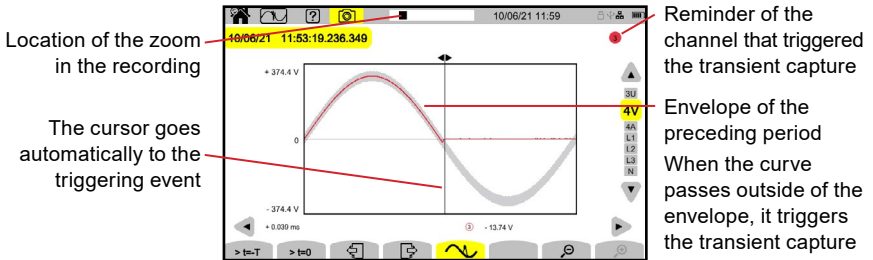 ?
10/06/21 11:59
Location of the zoom
in the recording
10/06/21 11:53:19.236.349
3
Reminder of the
channel that triggered
the transient capture
+ 374.4 V
0
- 374.4 V
3U
4V
4A
L1
L2
L3
N
The cursor goes
automatically to the
triggering event
Envelope of the
preceding period
When the curve
passes outside of the
envelope, it triggers
the transient capture
+ 0.039 ms
3 - 13.74 V
> t=-T
> t=0